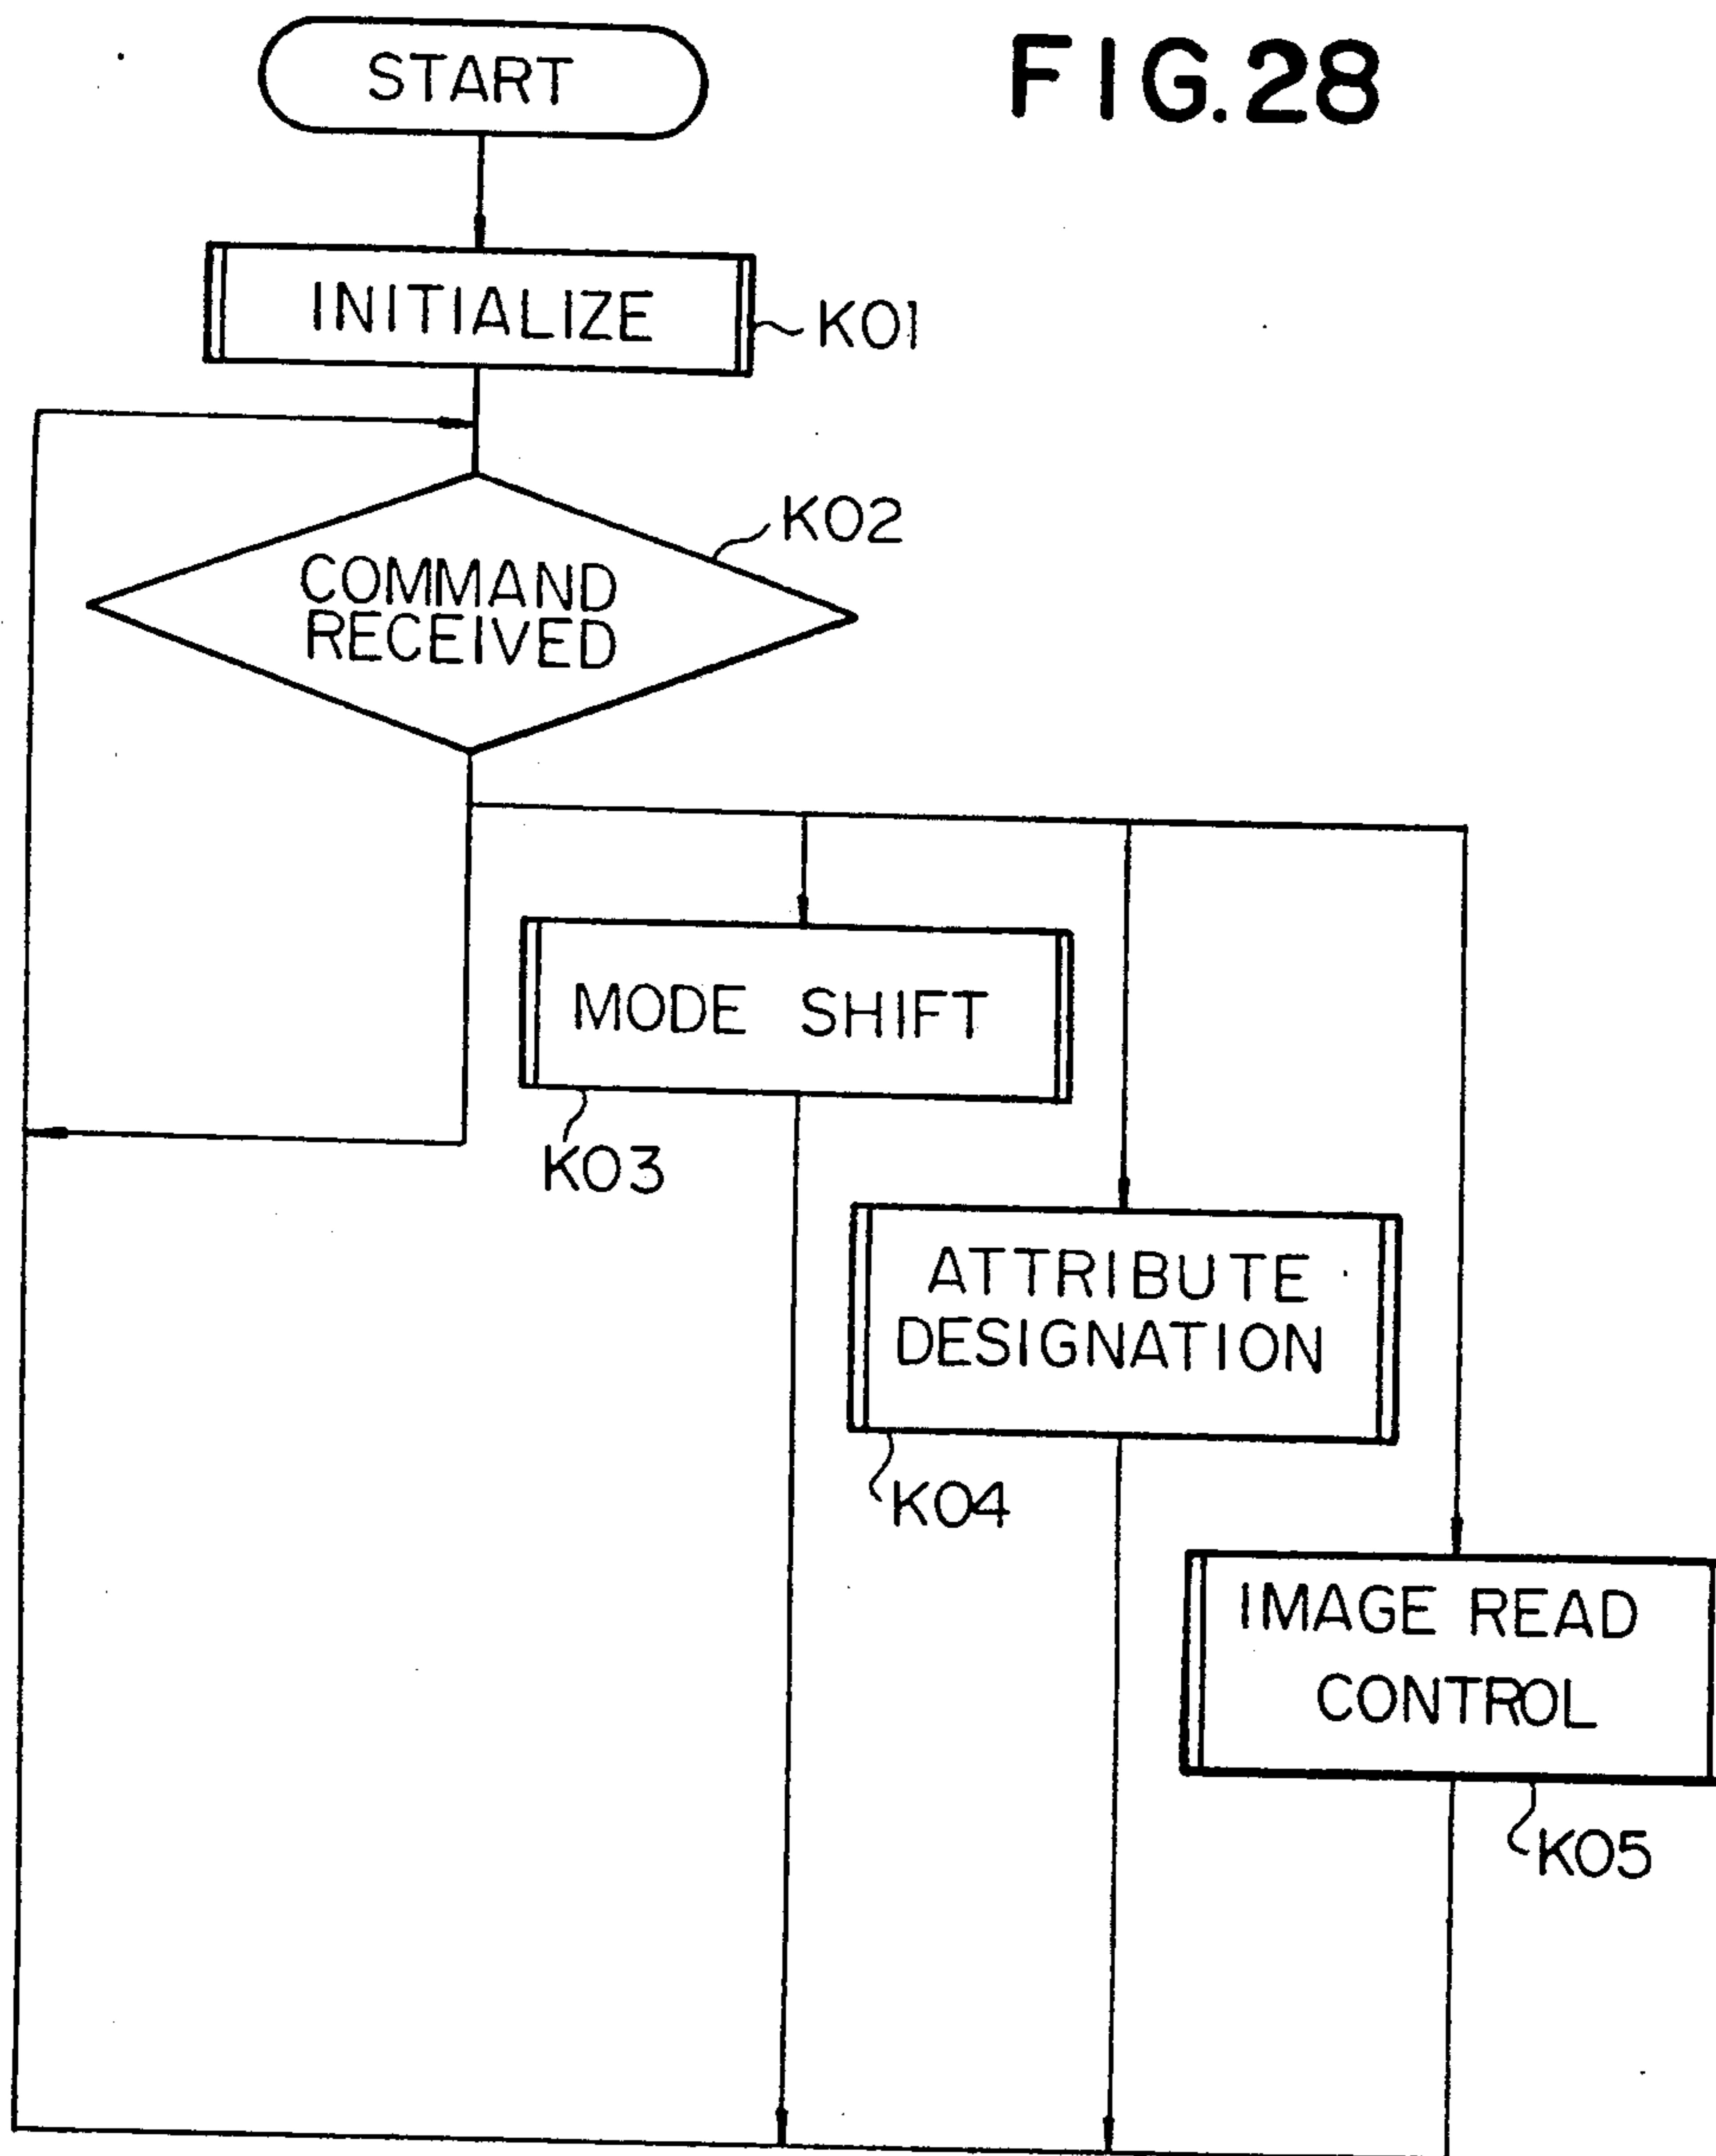 FIG.28
START
INITIALIZE
K01
K02
COMMAND
RECEIVED
MODE SHIFT
K03
ATTRIBUTE
DESIGNATION
K04
IMAGE READ
CONTROL
K05